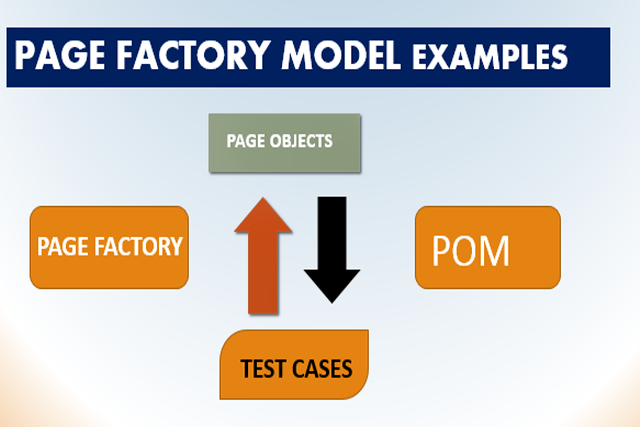 PAGE FACTORY MODEL EXAMPLES
PAGE OBJECTS
PAGE FACTORY
POM
TEST CASES